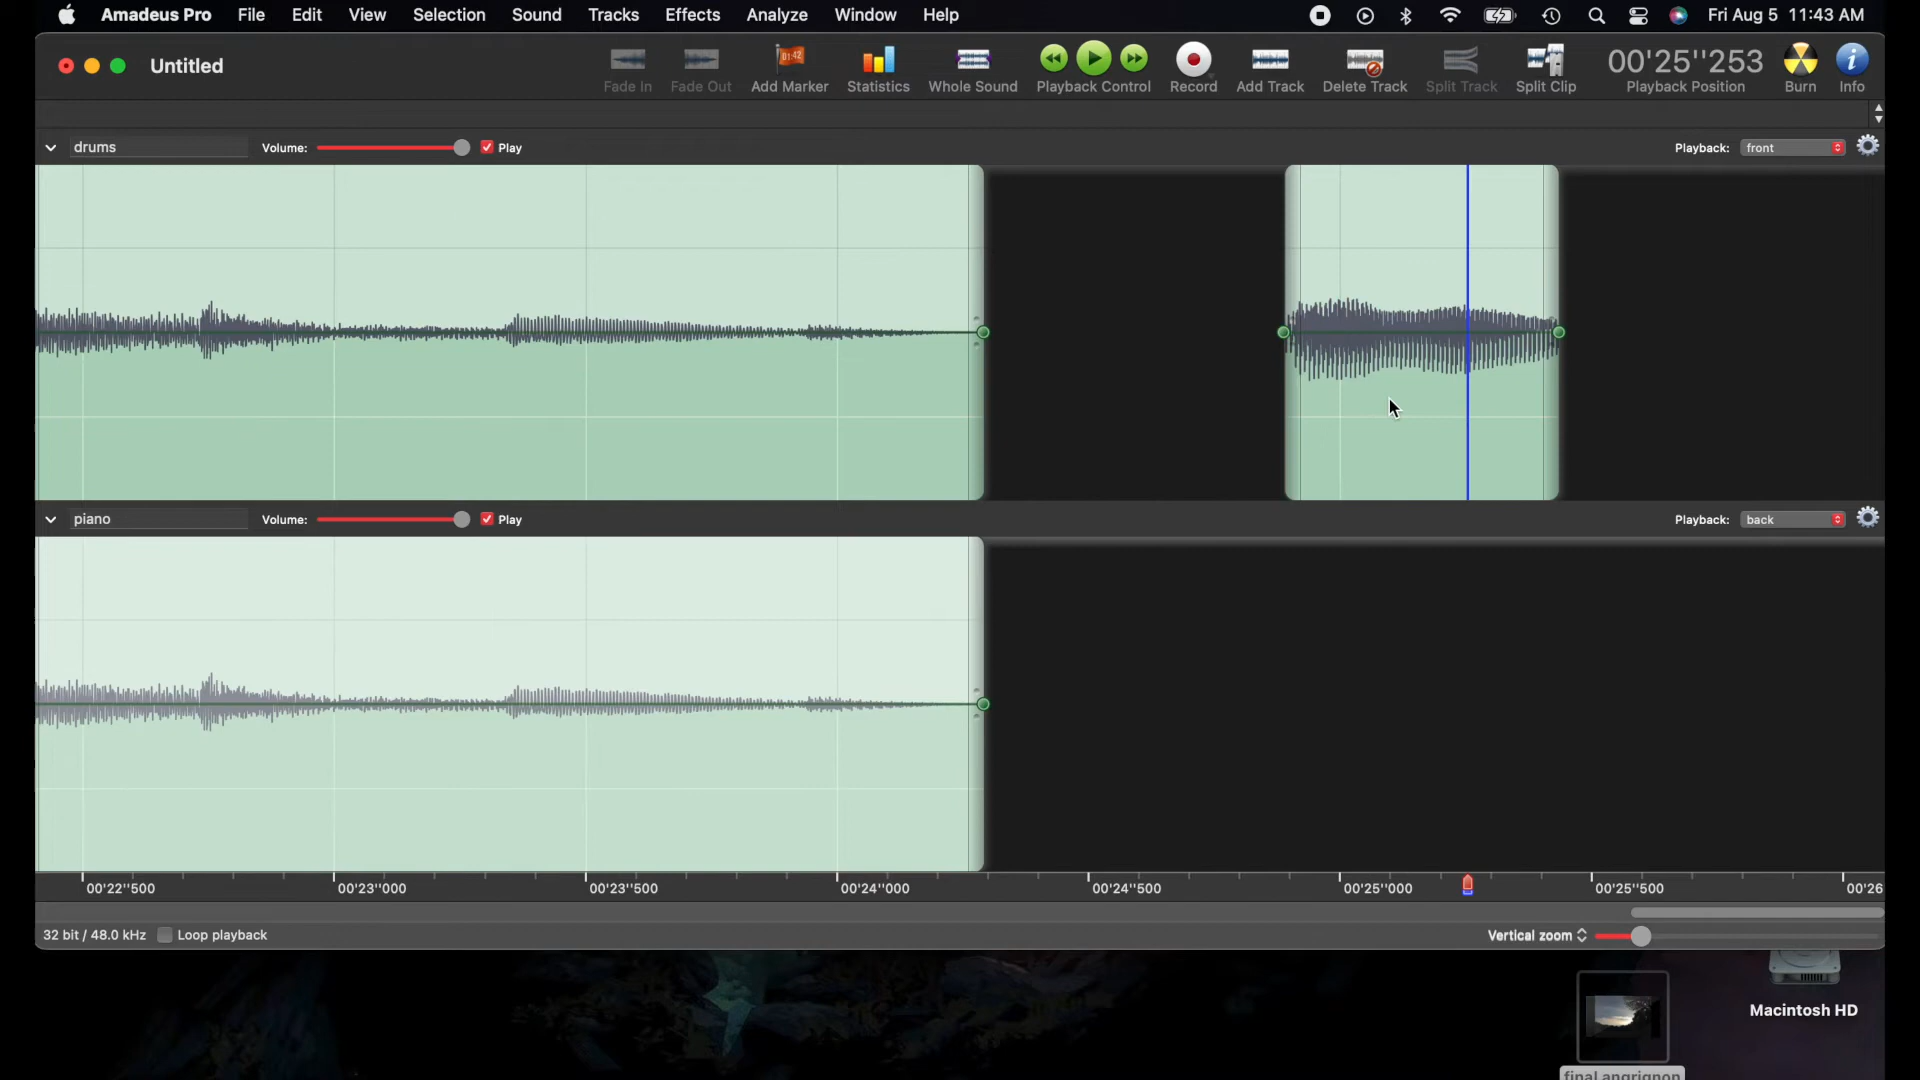 Amadeus Pro File Edit View Selection Sound Tracks Effects Analyze Window Help Fri Aug 5 11:43 AM
Untitled
01:42
00'25''253
Fade In Fade Out Add Marker Statistics Whole Sound Playback Control Record Add Track Delete Track Split Track Split Clip Playback Position Burn Info
drums Volume: Play Playback: front
piano Volume: Play Playback: back
00'22''500 00'23''000 00'23''500 00'24''000 00'24''500 00'25''000 00'25''500 00'26
32 bit / 48.0 kHz Loop playback Vertical zoom
Macintosh HD
final angrignon